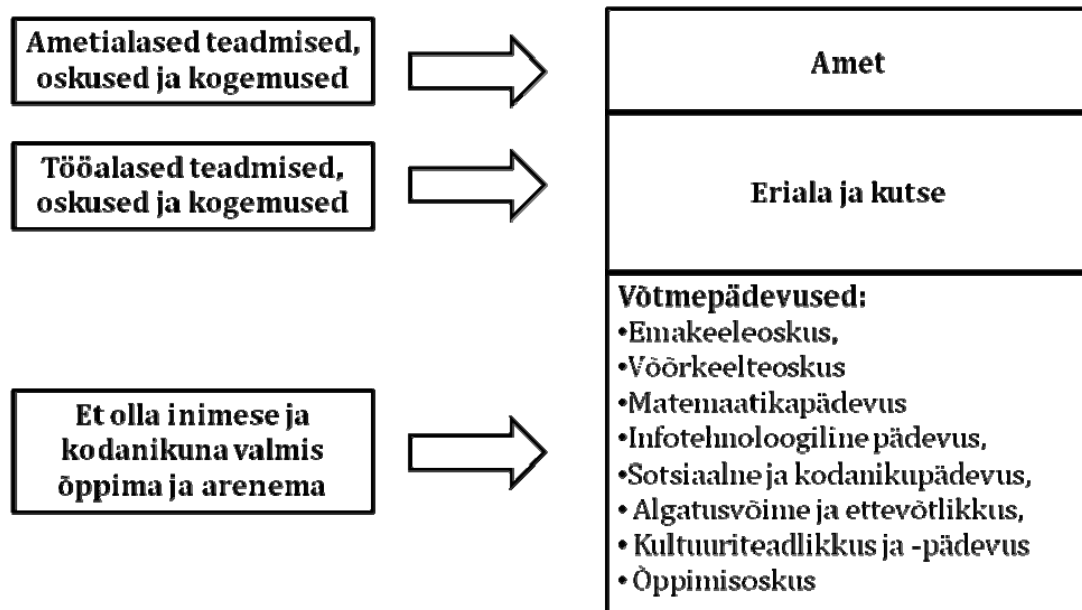 Ametialased teadmised,
oskused ja kogemused
Amet
Tööalased teadmised,
oskused ja kogemused
Eriala ja kutse
Et olla inimese ja
kodanikuna valmis
õppima ja arenema
Võtmepädevused:
•Emakeeleoskus,
•Võõrkeelteoskus
•Matemaatikapädevus
•Infotehnoloogiline pädevus,
•Sotsiaalne ja kodanikupädevus,
• Algatusvõime ja ettevõtlikkus,
• Kultuuriteadlikkus ja -pädevus
• Õppimisoskus